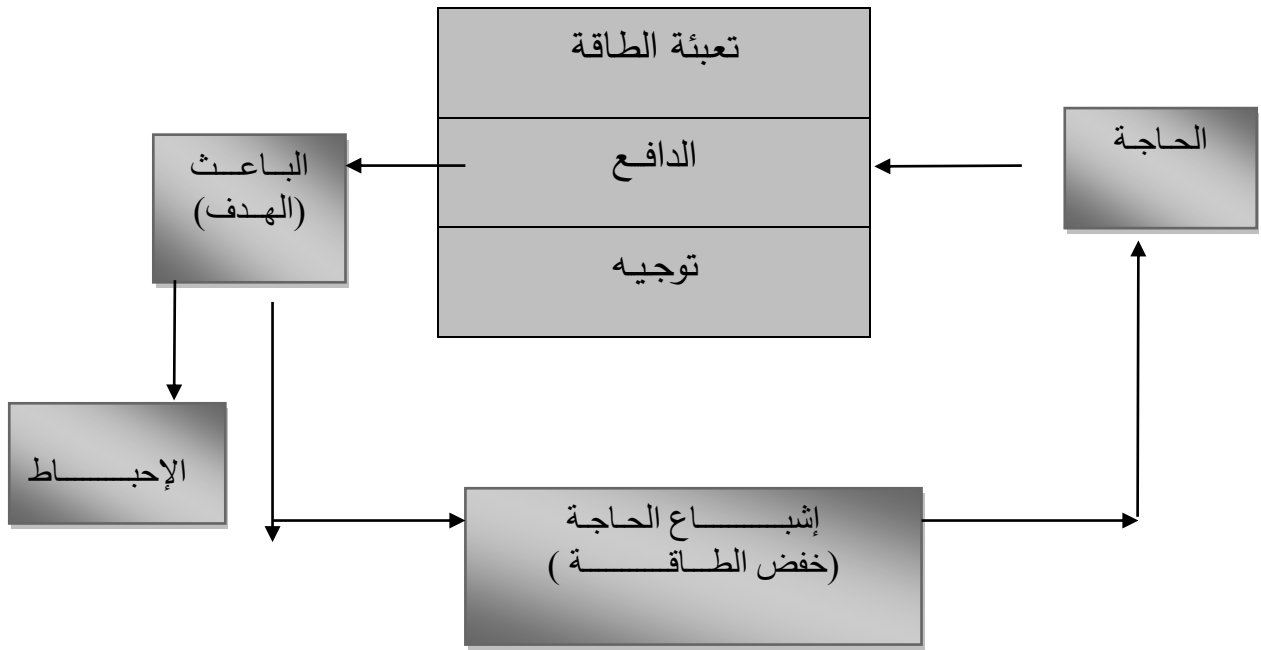 تعبئة الطاقة
الحاجة
الدافع
الباعث
(الهدف)
توجيه
الإحباط
إشباع الحاجة
(خفض الطاقة )